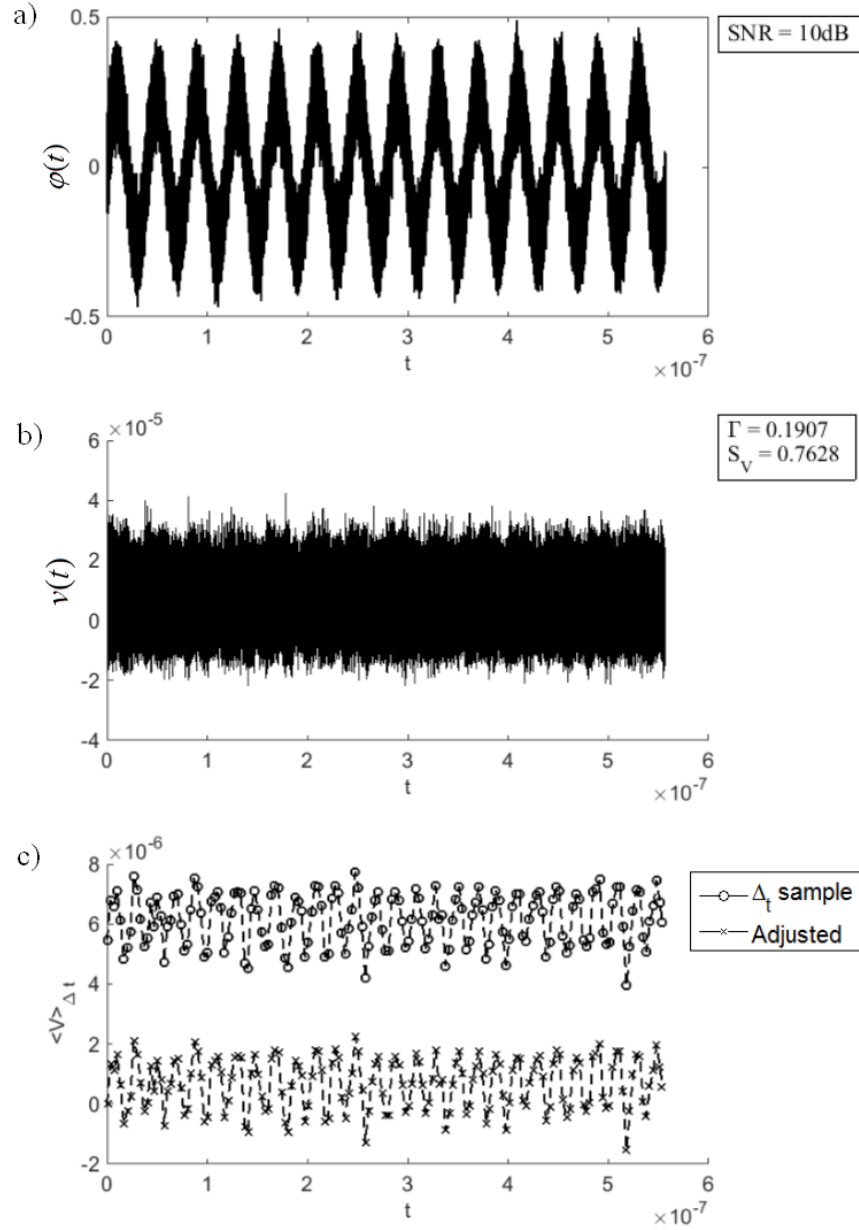 a)
0.5
0
-0.5
φ(t)
0 1 2 3 4 5 6
t
×10⁻⁷
SNR = 10dB
b)
×10⁻⁵
6
4
2
0
-2
-4
v(t)
0 1 2 3 4 5 6
t
×10⁻⁷
Γ = 0.1907
S_V = 0.7628
c)
×10⁻⁶
8
6
4
2
0
-2
<V>_Δt
0 1 2 3 4 5 6
t
×10⁻⁷
Δ_t sample
Adjusted